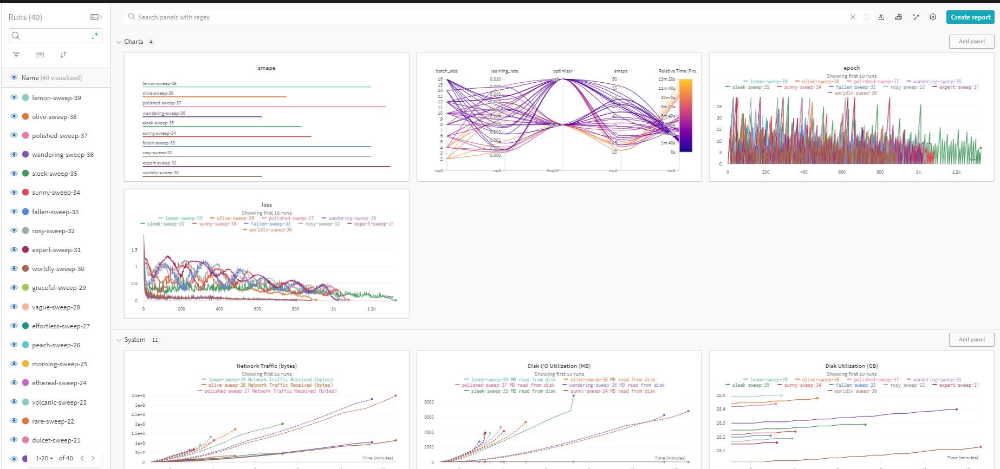 Runs (40)
.*
Name (40 visualized)
lemon-sweep-39
olive-sweep-38
polished-sweep-37
wandering-sweep-36
sleek-sweep-35
sunny-sweep-34
fallen-sweep-33
rosy-sweep-32
expert-sweep-31
worldly-sweep-30
graceful-sweep-29
vague-sweep-28
effortless-sweep-27
peach-sweep-26
morning-sweep-25
ethereal-sweep-24
volcanic-sweep-23
rare-sweep-22
dulcet-sweep-21
1-20 of 40
Search panels with regex
Create report
Charts 4
Add panel
smape
lemon-sweep-39
olive-sweep-38
polished-sweep-37
wandering-sweep-36
sleek-sweep-35
sunny-sweep-34
fallen-sweep-33
rosy-sweep-32
expert-sweep-31
worldly-sweep-30
batch_size learning_rate optimizer smape Relative Time (Pro.
16
15
14
13
12
11
10
9
8
7
6
5
4
3
2
null
0.010
0.009
0.008
0.007
0.005
0.003
0.002
0.001
0.000
null
<null>
60
55
50
45
40
35
30
25
20
null
13m 20s
11m 40s
10m 0s
8m 20s
6m 40s
1m 40s
0s
null
epoch
Showing first 10 runs
lemon-sweep-39 olive-sweep-38 polished-sweep-37 wandering-sweep-36
sleek-sweep-35 sunny-sweep-34 fallen-sweep-33 rosy-sweep-32 expert-sweep-31
worldly-sweep-30
25
20
15
10
5
0
Step
0 200 400 600 800 1k 1.2k
loss
Showing first 10 runs
lemon-sweep-39 olive-sweep-38 polished-sweep-37 wandering-sweep-36
sleek-sweep-35 sunny-sweep-34 fallen-sweep-33 rosy-sweep-32 expert-sweep-31
worldly-sweep-30
1.5
1
0.5
0
Step
0 200 400 600 800 1k 1.2k
System 11
Add panel
Network Traffic (bytes)
Showing first 10 runs
lemon-sweep-39 Network Traffic Received (bytes)
olive-sweep-38 Network Traffic Received (bytes)
polished-sweep-37 Network Traffic Received (bytes)
3.5e+8
3e+8
2.5e+8
2e+8
1.5e+8
1e+8
5e+7
0
Time (minutes)
Disk I/O Utilization (MB)
Showing first 10 runs
lemon-sweep-39 MB read from disk olive-sweep-38 MB read from disk
polished-sweep-37 MB read from disk wandering-sweep-36 MB read from disk
sleek-sweep-35 MB read from disk sunny-sweep-34 MB read from disk
8000
6000
4000
2000
0
Time (minutes)
Disk Utilization (GB)
Showing first 10 runs
lemon-sweep-39 olive-sweep-38 polished-sweep-37 wandering-sweep-36
sleek-sweep-35 sunny-sweep-34 fallen-sweep-33 rosy-sweep-32 expert-sweep-31
worldly-sweep-30
28.5
28.4
28.3
28.2
28.1
Time (minutes)